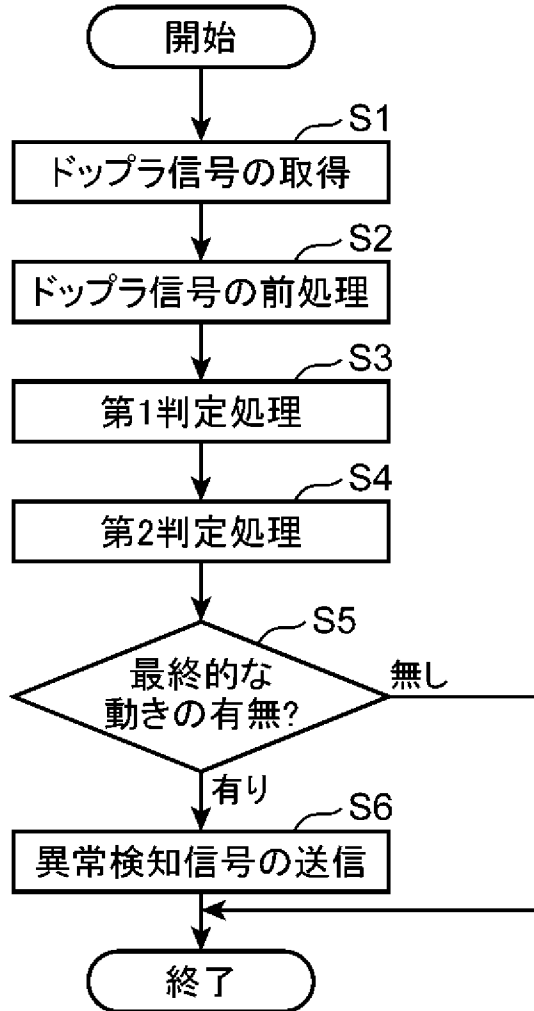 開始
S1
ドップラ信号の取得
S2
ドップラ信号の前処理
S3
第1判定処理
S4
第2判定処理
S5
最終的な
動きの有無?
無し
有り
S6
異常検知信号の送信
終了